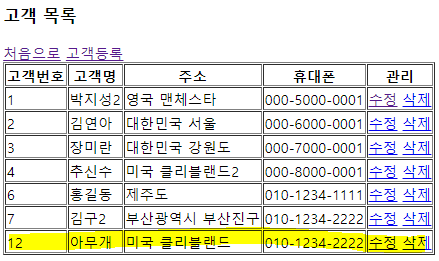 고객 목록
처음으로 고객등록
고객번호 고객명 주소 휴대폰 관리
1 박지성2 영국 맨체스타 000-5000-0001 수정 삭제
2 김연아 대한민국 서울 000-6000-0001 수정 삭제
3 장미란 대한민국 강원도 000-7000-0001 수정 삭제
4 추신수 미국 클리블랜드2 000-8000-0001 수정 삭제
6 홍길동 제주도 010-1234-1111 수정 삭제
7 김구2 부산광역시 부산진구 010-1234-2222 수정 삭제
12 아무개 미국 클리블랜드 010-1234-2222 수정 삭제